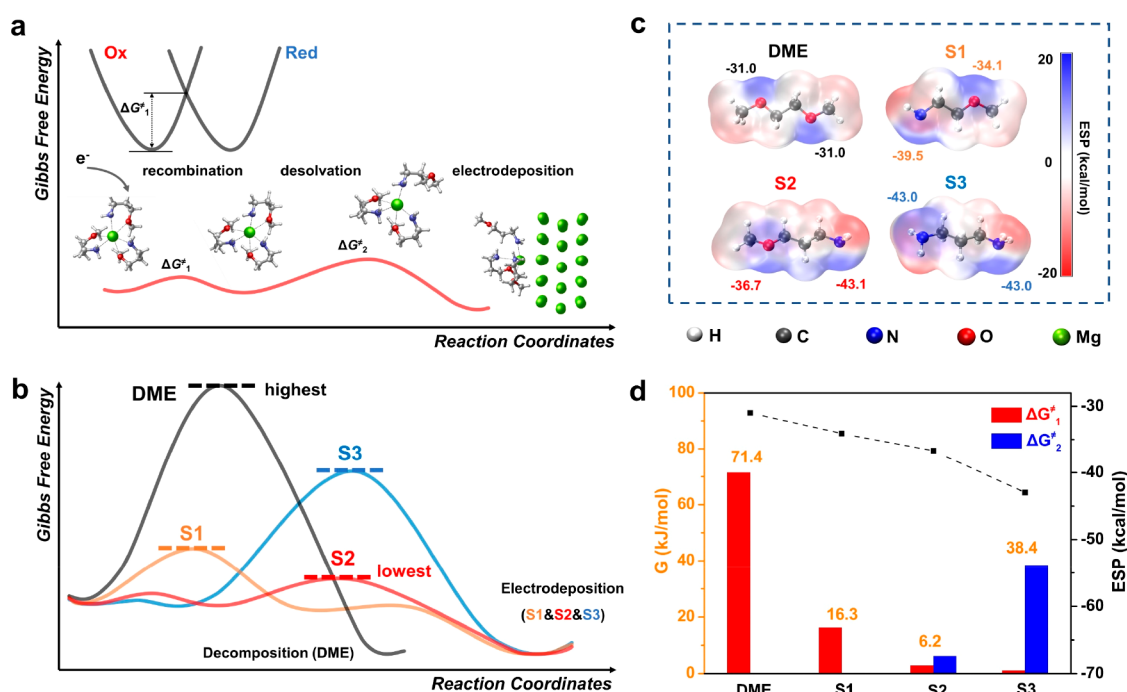 a
Gibbs Free Energy
Ox
Red
ΔG≠1
e-
recombination
desolvation
electrodeposition
ΔG≠1
ΔG≠2
Reaction Coordinates
b
Gibbs Free Energy
DME
highest
S3
S1
S2
lowest
Electrodeposition
(S1&S2&S3)
Decomposition (DME)
Reaction Coordinates
c
DME
S1
-31.0
-34.1
-31.0
-39.5
S2
S3
-43.0
-36.7
-43.1
-43.0
20
0
-20
ESP (kcal/mol)
H
C
N
O
Mg
d
G (kJ/mol)
100
80
60
40
20
0
71.4
16.3
6.2
38.4
ΔG≠1
ΔG≠2
-30
-40
-50
-60
-70
ESP (kcal/mol)
DME
S1
S2
S3